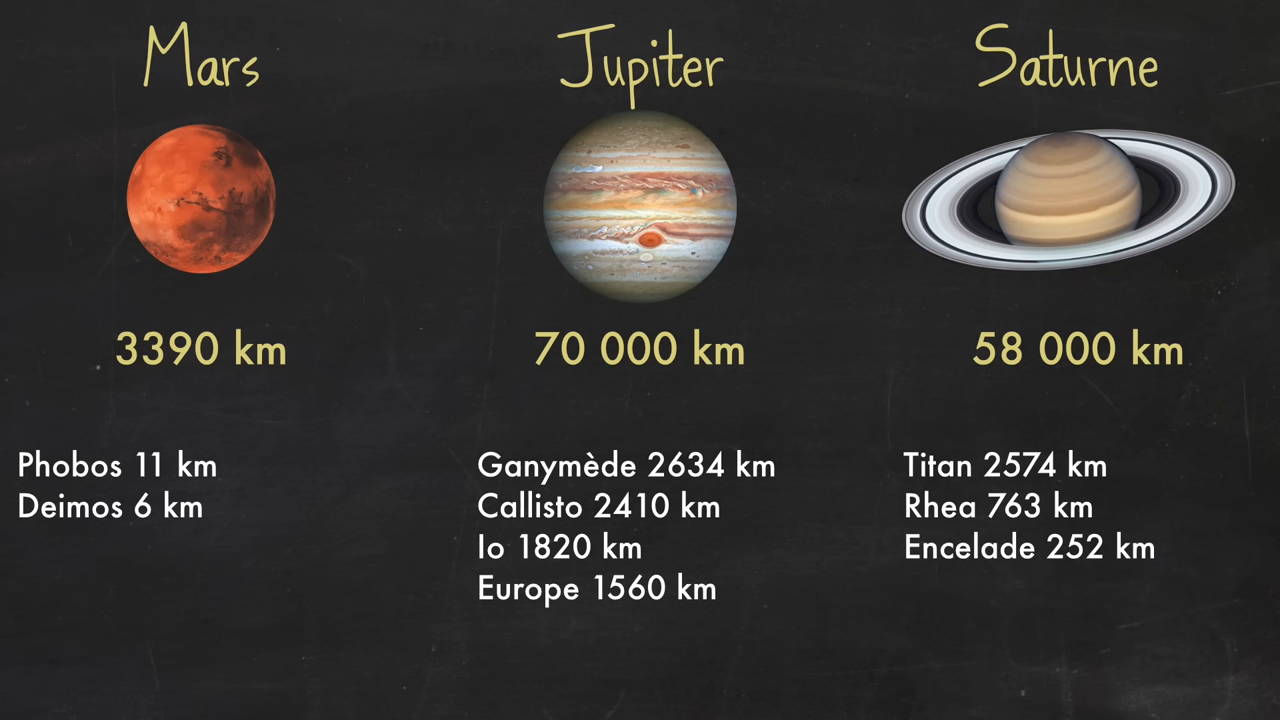 Mars
Jupiter
Saturne
3390 km
70 000 km
58 000 km
Phobos 11 km
Deimos 6 km
Ganymède 2634 km
Callisto 2410 km
Io 1820 km
Europe 1560 km
Titan 2574 km
Rhea 763 km
Encelade 252 km